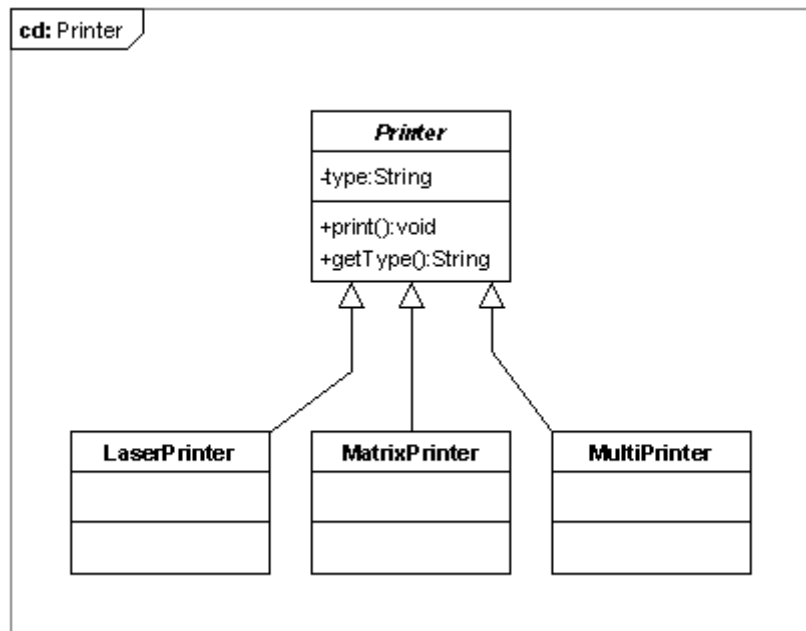 cd: Printer
Printer
-type:String
+print():void
+getType():String
LaserPrinter
MatrixPrinter
MultiPrinter